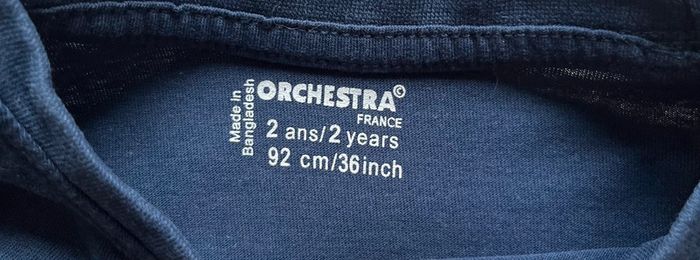 Made in
Bangladesh
ORCHESTRA©
FRANCE
2 ans/2 years
92 cm/36inch